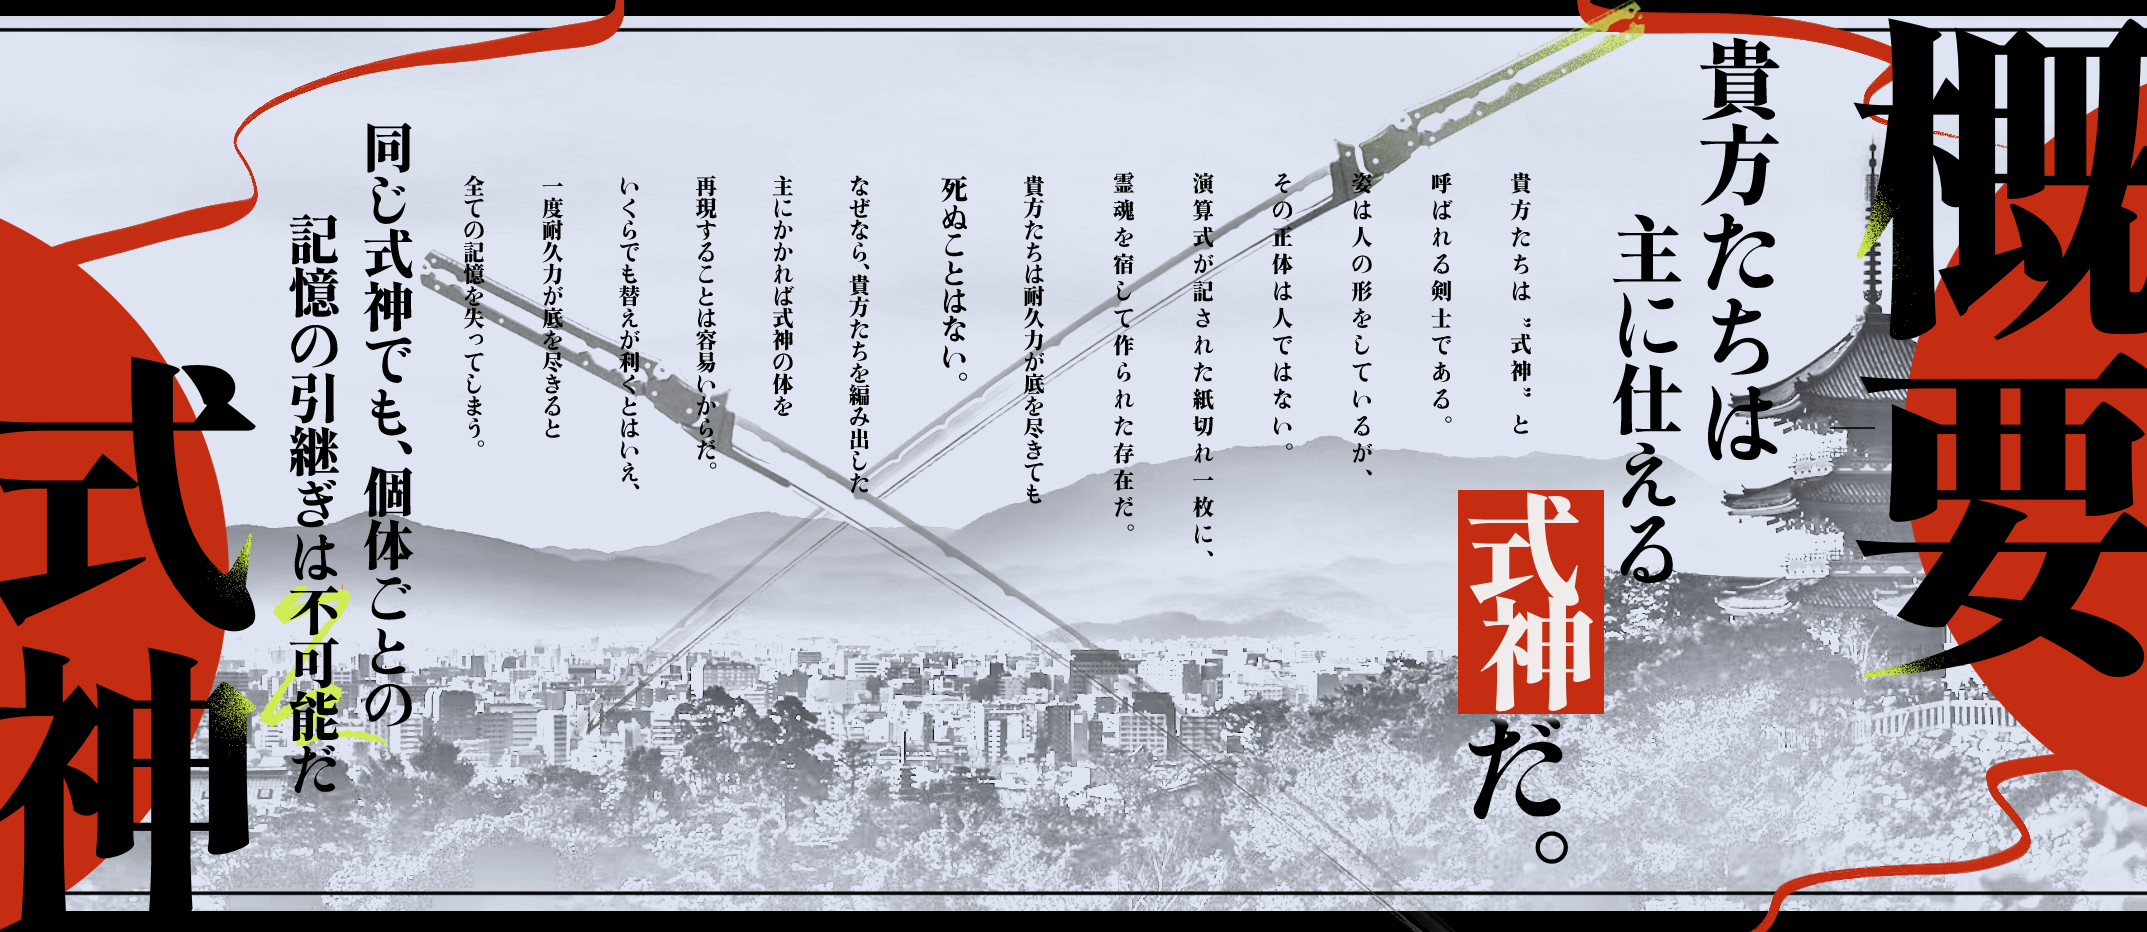 概要
貴方たちは
主に仕える
式神だ。
貴方たちは〝式神〟と
呼ばれる剣士である。
姿は人の形をしているが、
その正体は人ではない。
演算式が記された紙切れ一枚に、
霊魂を宿して作られた存在だ。
貴方たちは耐久力が底を尽きても
死ぬことはない。
なぜなら、貴方たちを編み出した
主にかかれば式神の体を
再現することは容易いからだ。
いくらでも替えが利くとはいえ、
一度耐久力が底を尽きると
全ての記憶を失ってしまう。
同じ式神でも、個体ごとの
記憶の引継ぎは不可能だ
式神